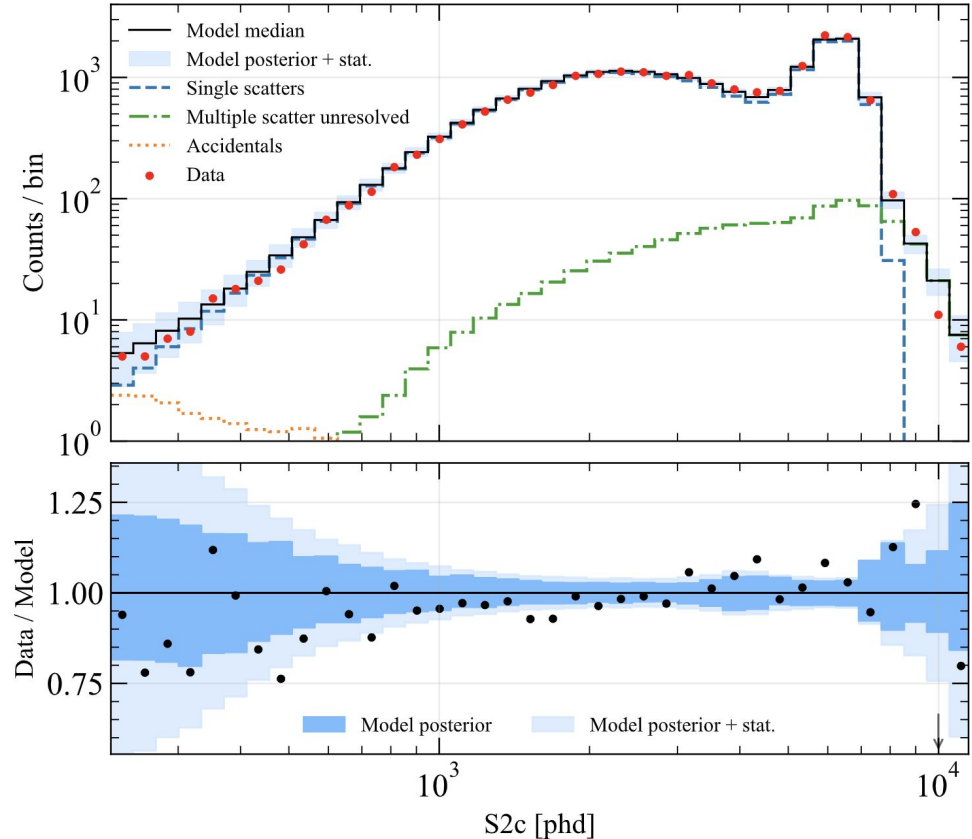 Model median
Model posterior + stat.
Single scatters
Multiple scatter unresolved
Accidentals
Data
Counts / bin
10³
10²
10¹
10⁰
Data / Model
1.25
1.00
0.75
Model posterior
Model posterior + stat.
10³
10⁴
S2c [phd]